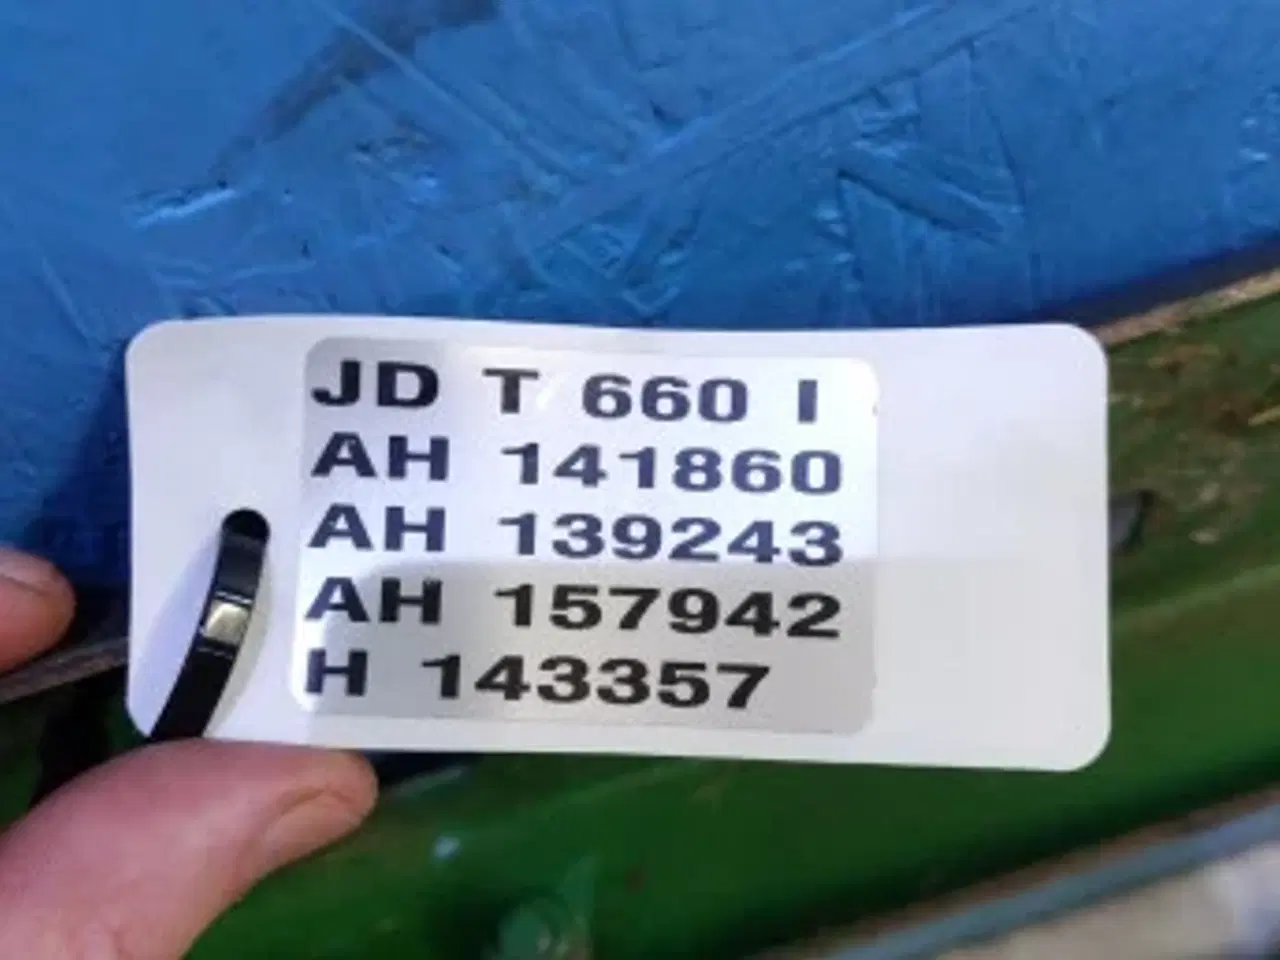 JD T 660 I
AH 141860
AH 139243
AH 157942
H 143357